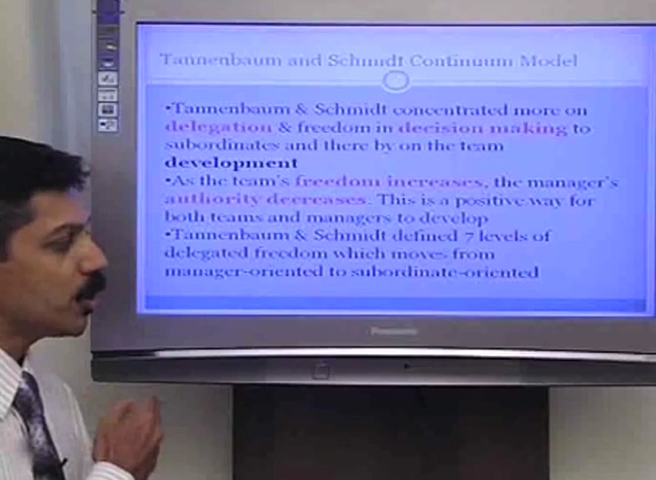 Tannenbaum and Schmidt Continuum Model
•Tannenbaum & Schmidt concentrated more on
delegation & freedom in decision making to
subordinates and there by on the team
development
•As the team's freedom increases, the manager's
authority decreases. This is a positive way for
both teams and managers to develop
•Tannenbaum & Schmidt defined 7 levels of
delegated freedom which moves from
manager-oriented to subordinate-oriented
Panasonic